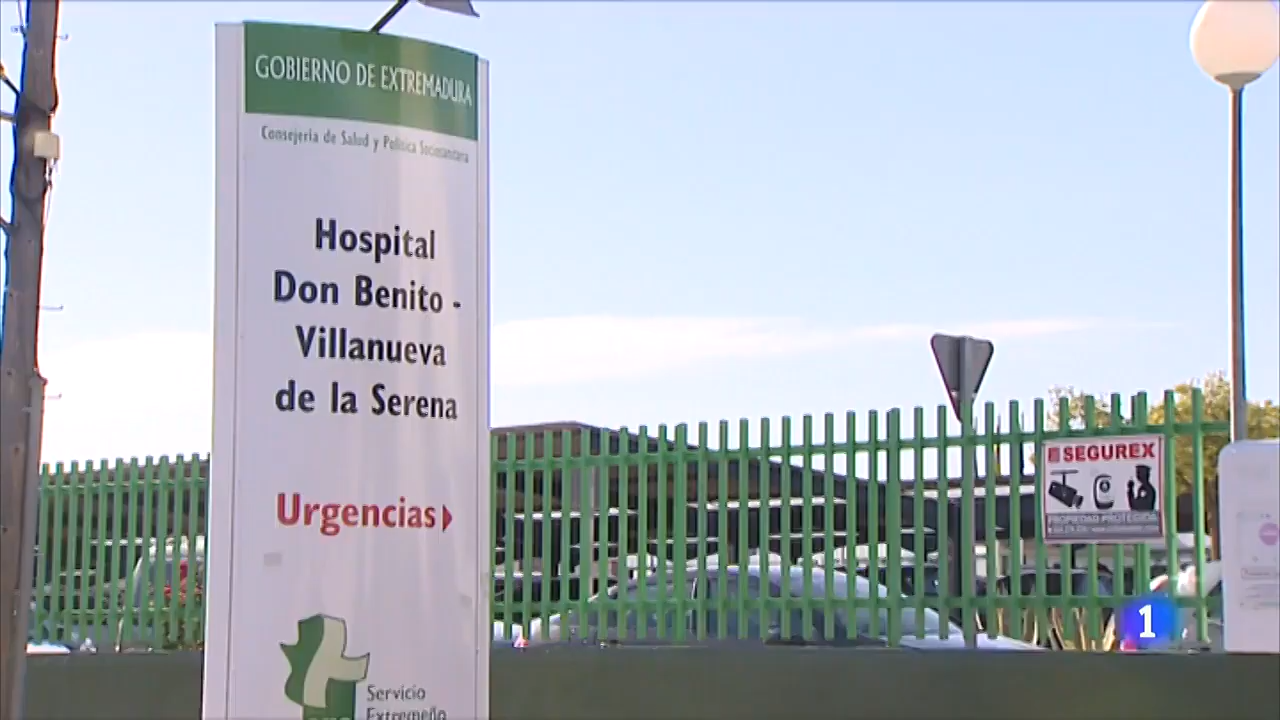 GOBIERNO DE EXTREMADURA
Consejería de Salud y Política Sociosanitaria
Hospital
Don Benito -
Villanueva
de la Serena
Urgencias
Servicio
Extremeño
SEGUREX
PROPIEDAD PROTEGIDA
1